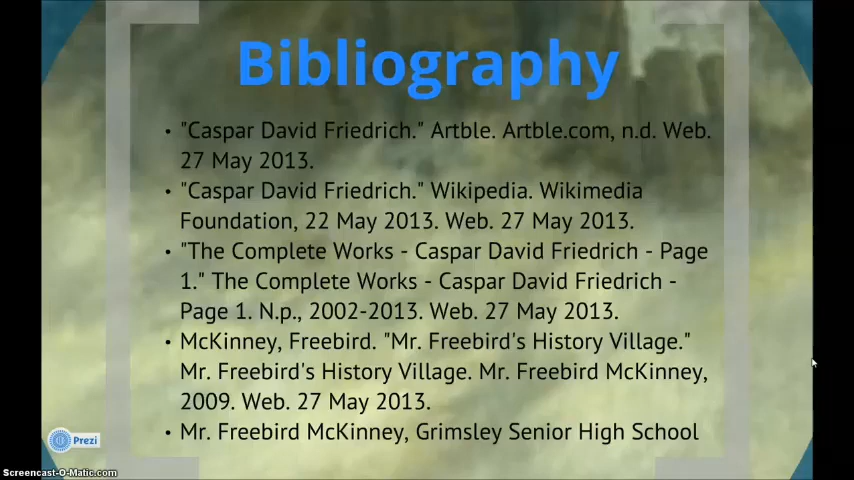 Bibliography
• "Caspar David Friedrich." Artble. Artble.com, n.d. Web.
27 May 2013.
• "Caspar David Friedrich." Wikipedia. Wikimedia
Foundation, 22 May 2013. Web. 27 May 2013.
• "The Complete Works - Caspar David Friedrich - Page
1." The Complete Works - Caspar David Friedrich -
Page 1. N.p., 2002-2013. Web. 27 May 2013.
• McKinney, Freebird. "Mr. Freebird's History Village."
Mr. Freebird's History Village. Mr. Freebird McKinney,
2009. Web. 27 May 2013.
• Mr. Freebird McKinney, Grimsley Senior High School
Prezi
Screencast-O-Matic.com